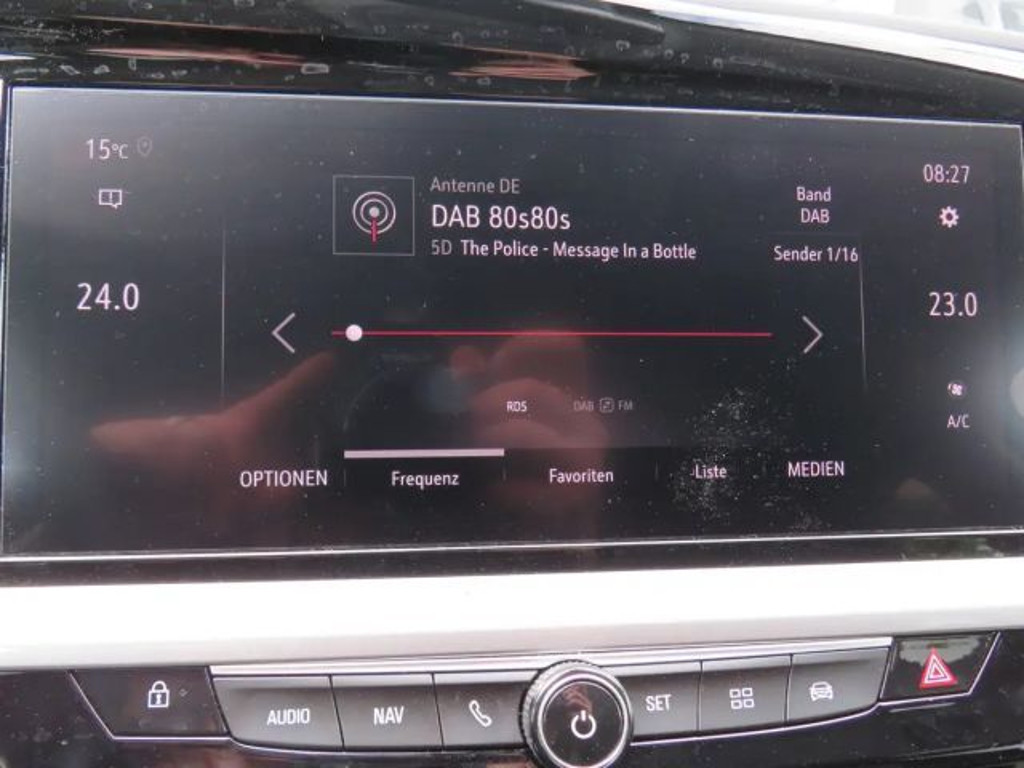 15°C
08:27
Antenne DE
DAB 80s80s
5D The Police - Message In a Bottle
Band
DAB
Sender 1/16
24.0
23.0
RDS
DAB FM
A/C
OPTIONEN
Frequenz
Favoriten
Liste
MEDIEN
AUDIO
NAV
SET